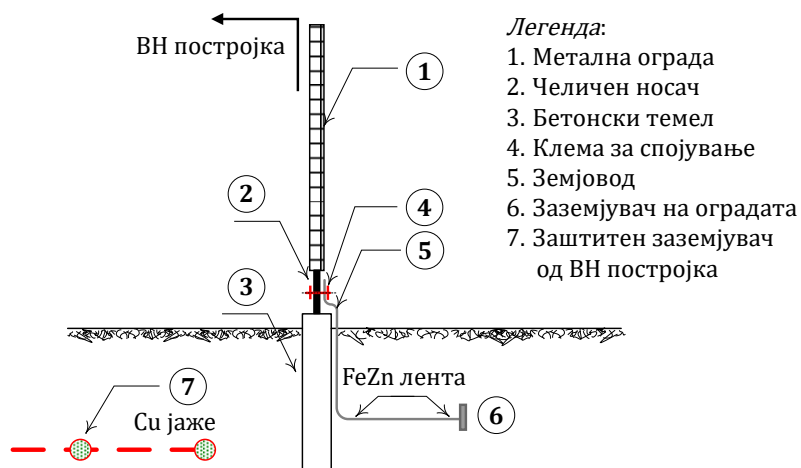 ВН постројка
Легенда:
1. Метална ограда
2. Челичен носач
3. Бетонски темел
4. Клема за спојување
5. Земјовод
6. Заземјувач на оградата
7. Заштитен заземјувач
од ВН постројка
1
2
4
5
3
FeZn лента
7
6
Cu јаже